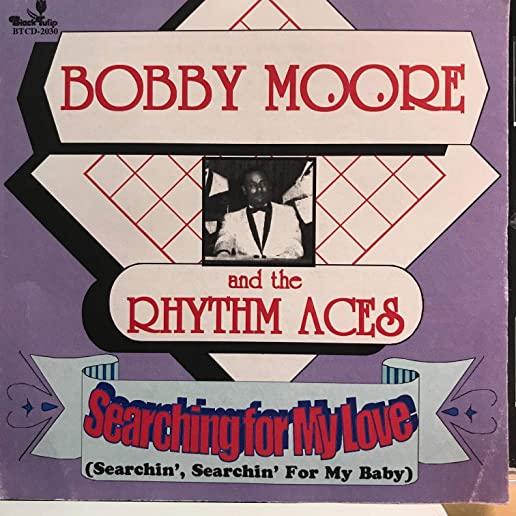 Black Tulip
BTCD-2030
BOBBY MOORE
and the
RHYTHM ACES
Searching for My Love
(Searchin', Searchin' For My Baby)